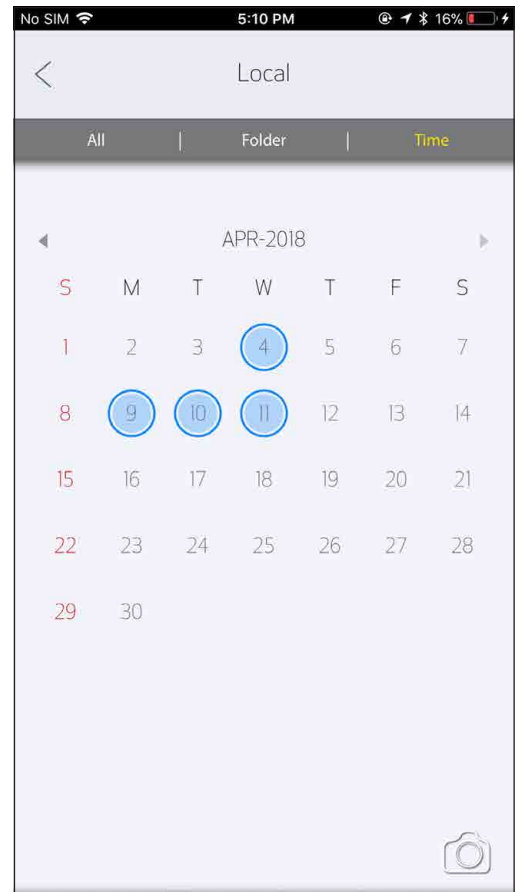 No SIM 5:10 PM 16%
Local
All | Folder | Time
APR-2018
S M T W T F S
1 2 3 4 5 6 7
8 9 10 11 12 13 14
15 16 17 18 19 20 21
22 23 24 25 26 27 28
29 30